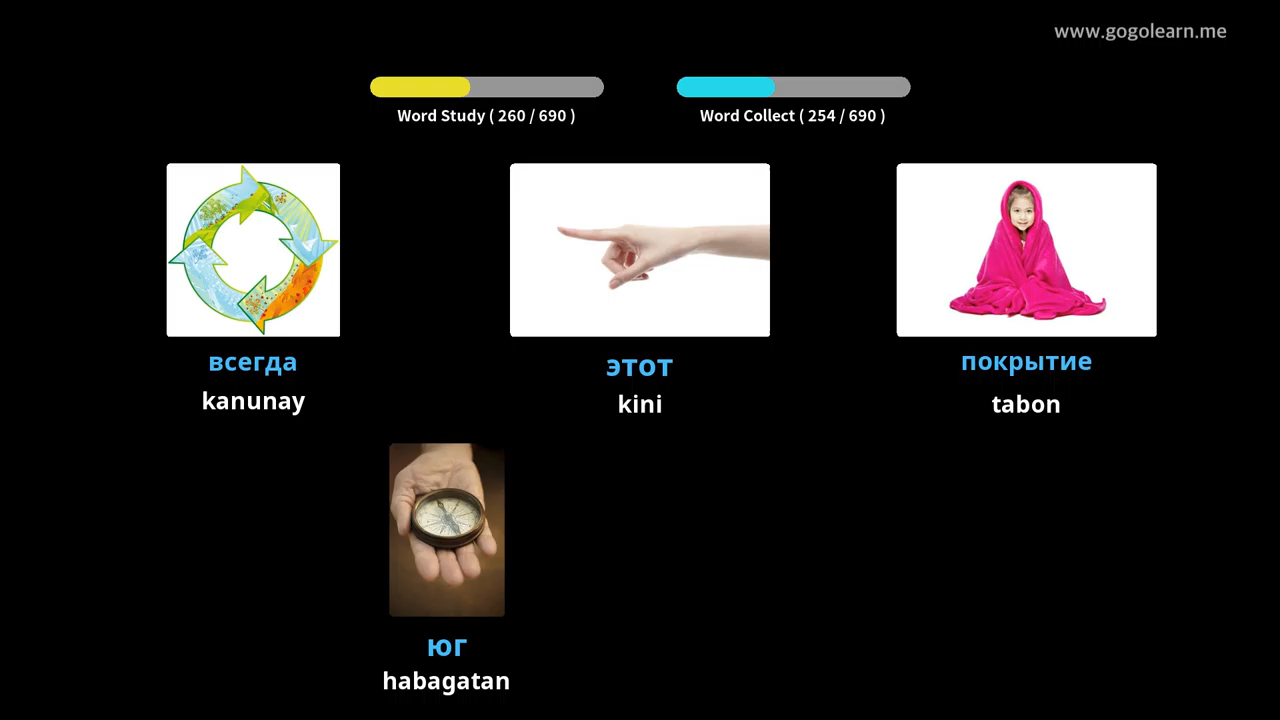 www.gogolearn.me
Word Study ( 260 / 690 )
Word Collect ( 254 / 690 )
всегда
kanunay
этот
kini
покрытие
tabon
юг
habagatan